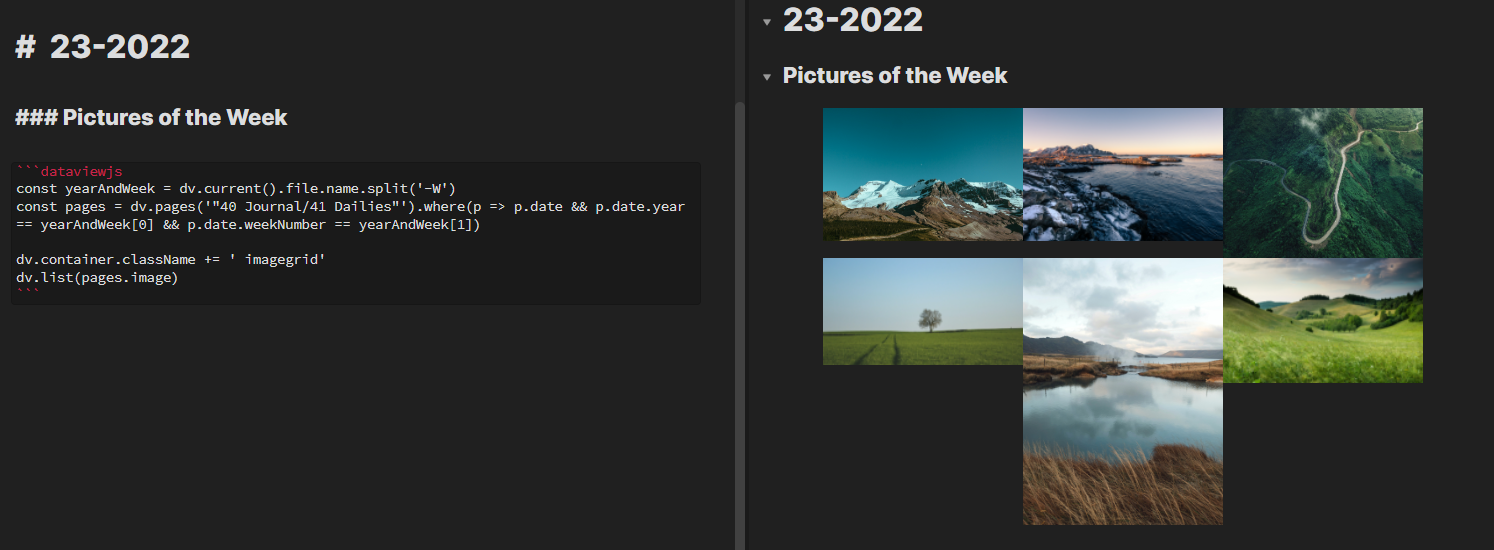 # 23-2022
### Pictures of the Week
```dataviewjs
const yearAndWeek = dv.current().file.name.split('-W')
const pages = dv.pages('"40 Journal/41 Dailies"').where(p => p.date && p.date.year
== yearAndWeek[0] && p.date.weekNumber == yearAndWeek[1])
dv.container.className += ' imagegrid'
dv.list(pages.image)
```
23-2022
Pictures of the Week